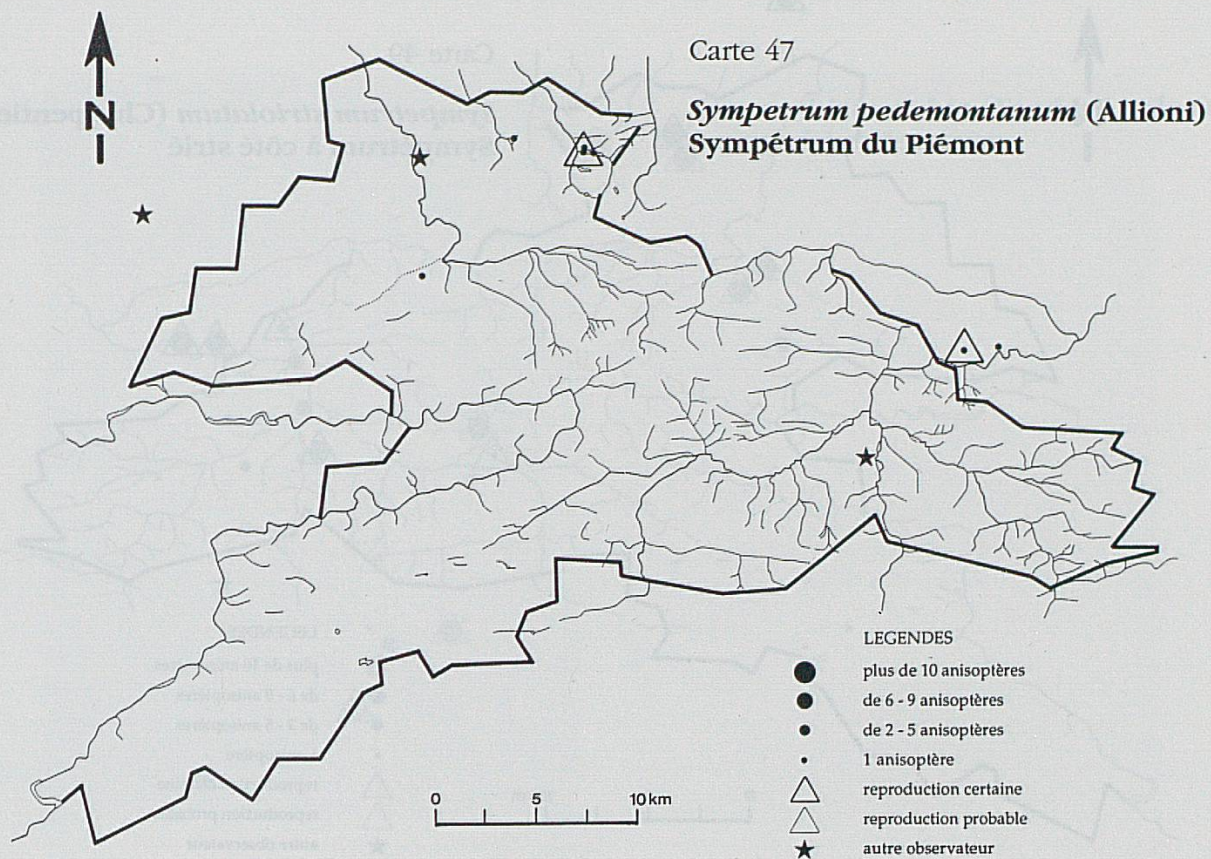 N
Carte 47
Sympetrum pedemontanum (Allioni)
Sympétrum du Piémont
LEGENDES
plus de 10 anisoptères
de 6 - 9 anisoptères
de 2 - 5 anisoptères
1 anisoptère
reproduction certaine
reproduction probable
autre observateur
0 5 10 km